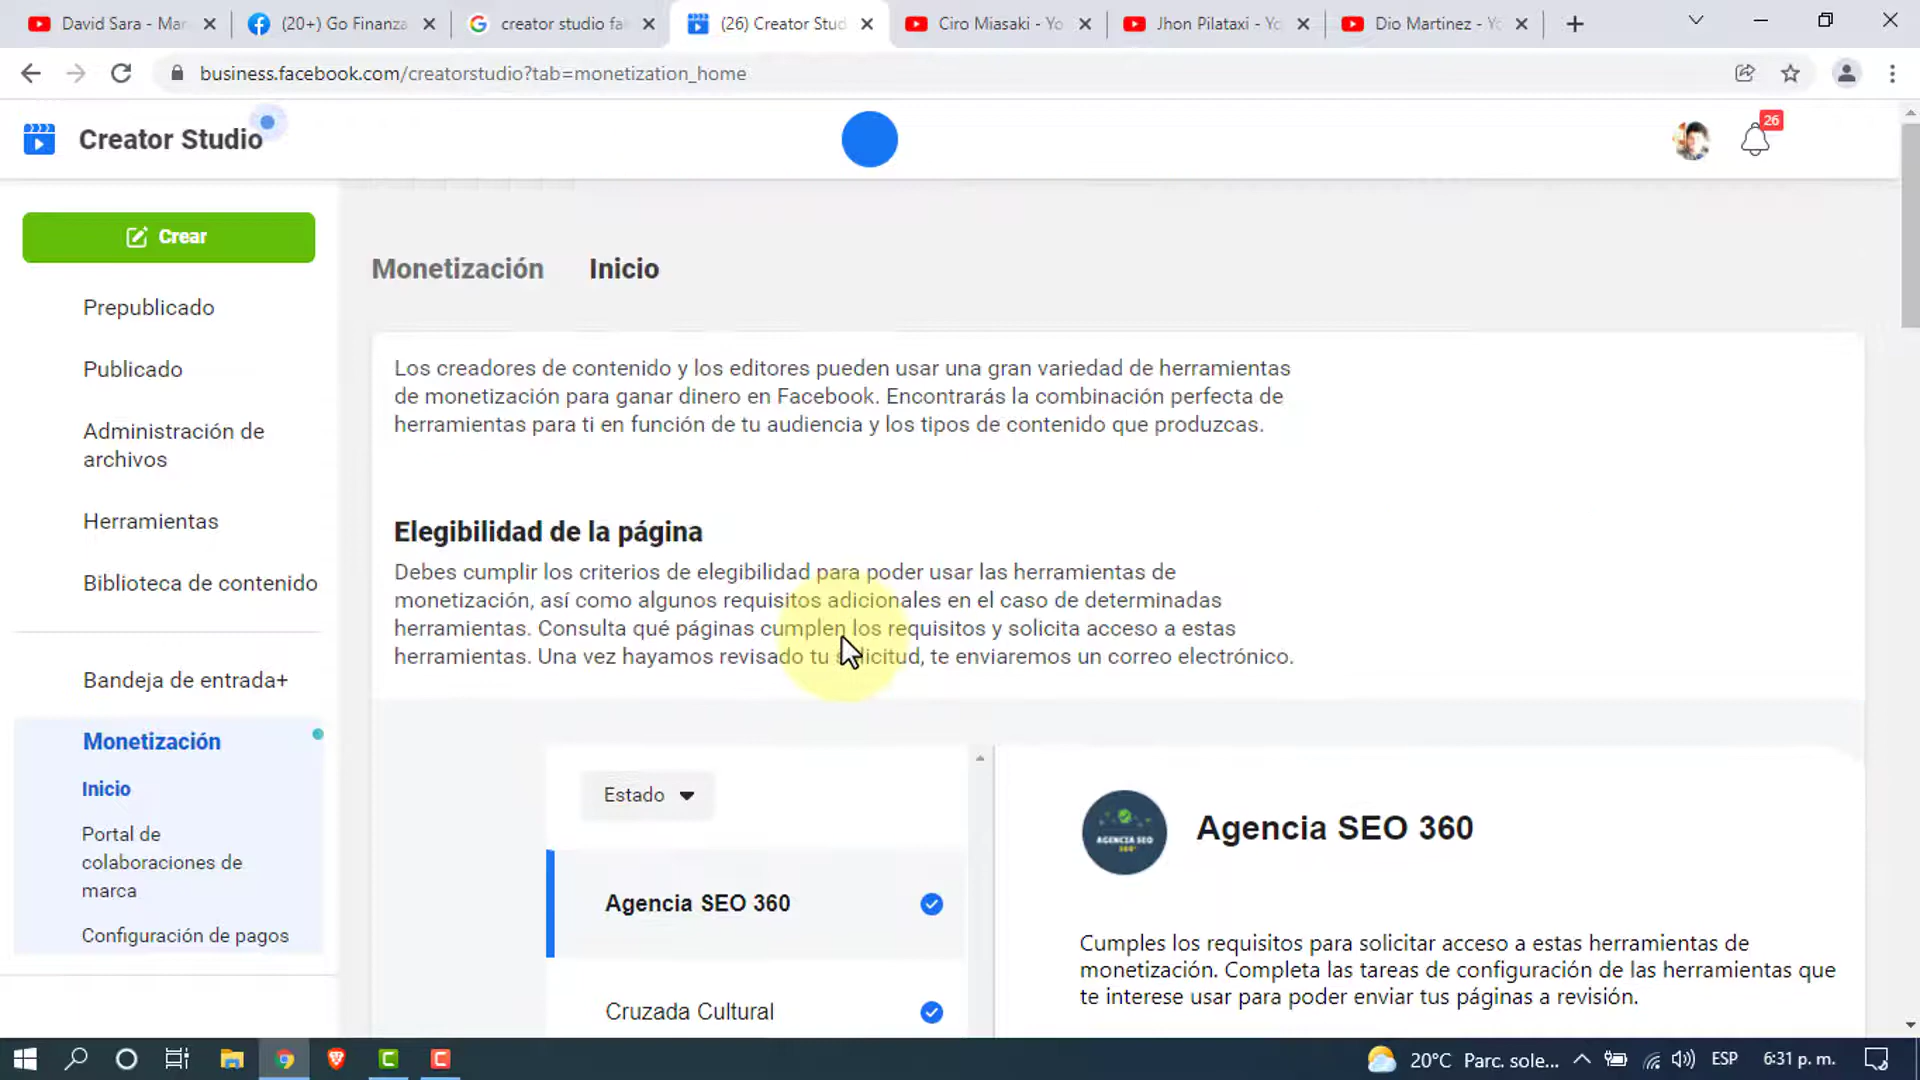 David Sara - Mar
(20+) Go Finanza
creator studio fa
(26) Creator Stud
Ciro Miasaki - Yo
Jhon Pilataxi - Yo
Dio Martinez - Yo
business.facebook.com/creatorstudio?tab=monetization_home
Creator Studio
26
Crear
Prepublicado
Publicado
Administración de
archivos
Herramientas
Biblioteca de contenido
Bandeja de entrada+
Monetización
Inicio
Portal de
colaboraciones de
marca
Configuración de pagos
Monetización Inicio
Los creadores de contenido y los editores pueden usar una gran variedad de herramientas
de monetización para ganar dinero en Facebook. Encontrarás la combinación perfecta de
herramientas para ti en función de tu audiencia y los tipos de contenido que produzcas.
Elegibilidad de la página
Debes cumplir los criterios de elegibilidad para poder usar las herramientas de
monetización, así como algunos requisitos adicionales en el caso de determinadas
herramientas. Consulta qué páginas cumplen los requisitos y solicita acceso a estas
herramientas. Una vez hayamos revisado tu solicitud, te enviaremos un correo electrónico.
Estado
Agencia SEO 360
Cruzada Cultural
AGENCIA SEO
360°
Agencia SEO 360
Cumples los requisitos para solicitar acceso a estas herramientas de
monetización. Completa las tareas de configuración de las herramientas que
te interese usar para poder enviar tus páginas a revisión.
20°C Parc. sole...
ESP
6:31 p. m.